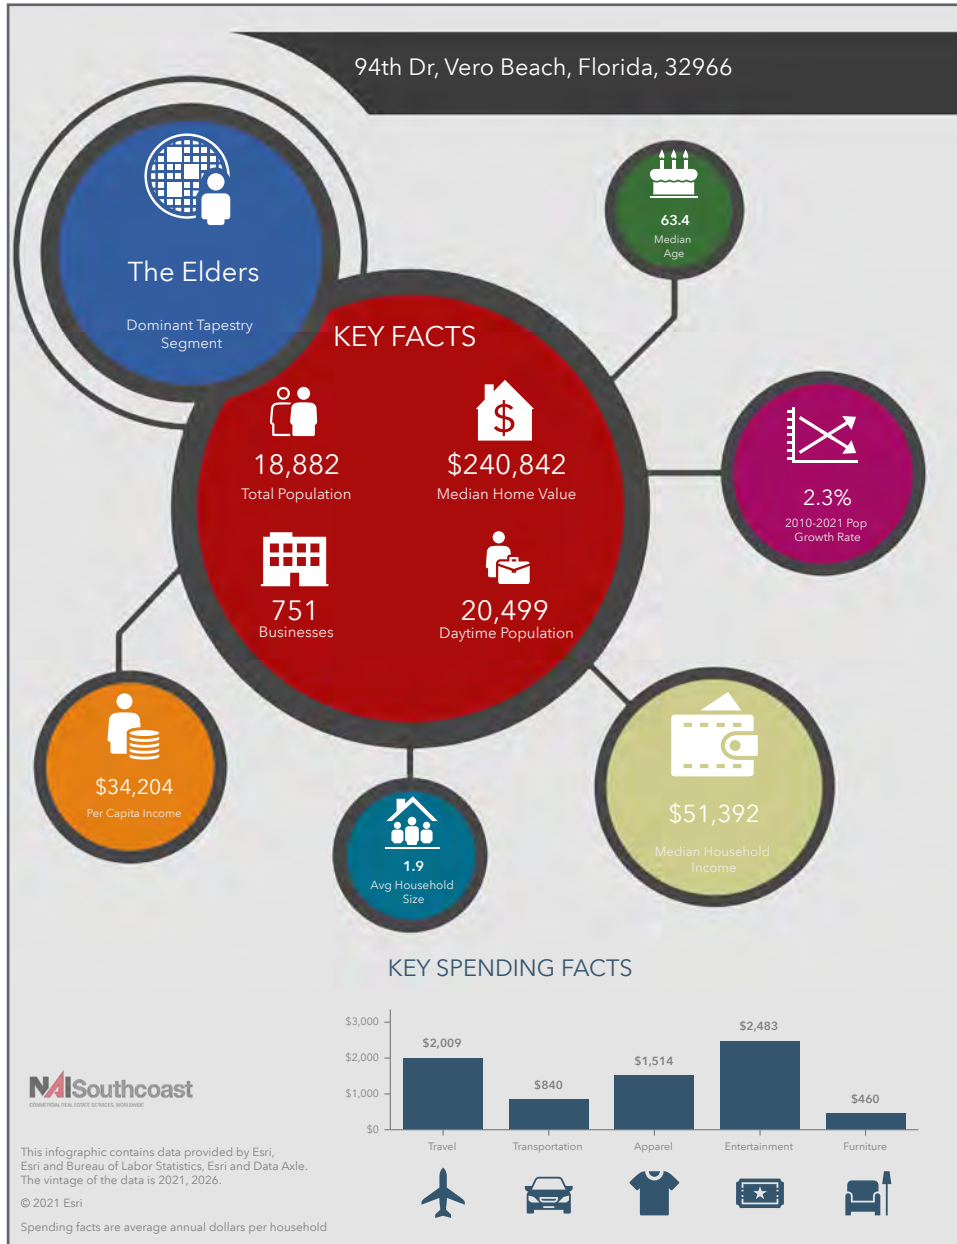 94th Dr, Vero Beach, Florida, 32966
The Elders
Dominant Tapestry
Segment
63.4
Median
Age
KEY FACTS
$
18,882
Total Population
$240,842
Median Home Value
751
Businesses
20,499
Daytime Population
2.3%
2010-2021 Pop
Growth Rate
$34,204
Per Capita Income
1.9
Avg Household
Size
$51,392
Median Household
Income
KEY SPENDING FACTS
$3,000
$2,000
$1,000
$0
$2,009
$840
$1,514
$2,483
$460
Travel
Transportation
Apparel
Entertainment
Furniture
NAISouthcoast
COMMERCIAL REAL ESTATE SERVICES, WORLDWIDE
This infographic contains data provided by Esri,
Esri and Bureau of Labor Statistics, Esri and Data Axle.
The vintage of the data is 2021, 2026.
© 2021 Esri
Spending facts are average annual dollars per household